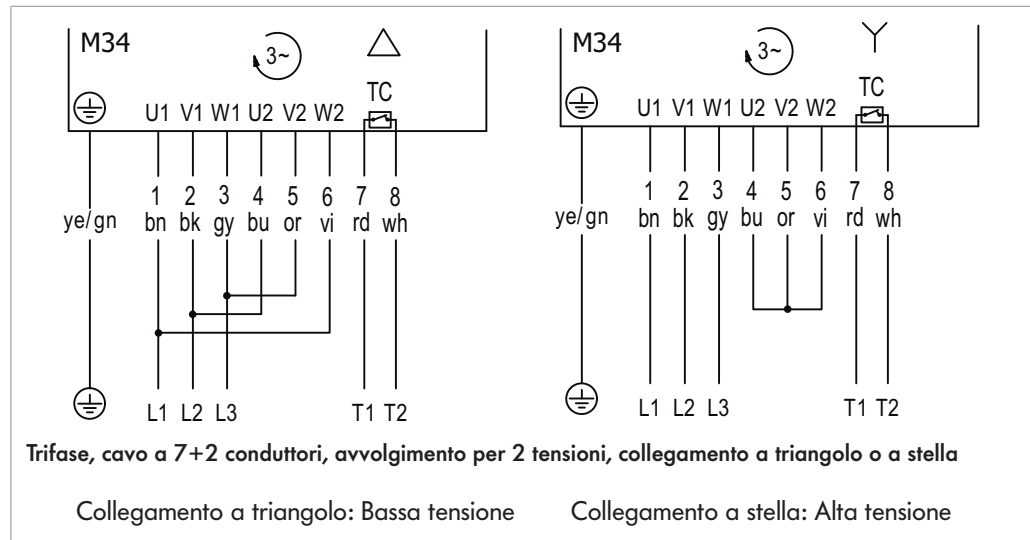 M34 3~ TC
U1 V1 W1 U2 V2 W2
1 2 3 4 5 6 7 8
ye/gn bn bk gy bu or vi rd wh
L1 L2 L3 T1 T2
M34 3~ TC
U1 V1 W1 U2 V2 W2
1 2 3 4 5 6 7 8
ye/gn bn bk gy bu or vi rd wh
L1 L2 L3 T1 T2
Trifase, cavo a 7+2 conduttori, avvolgimento per 2 tensioni, collegamento a triangolo o a stella
Collegamento a triangolo: Bassa tensione
Collegamento a stella: Alta tensione